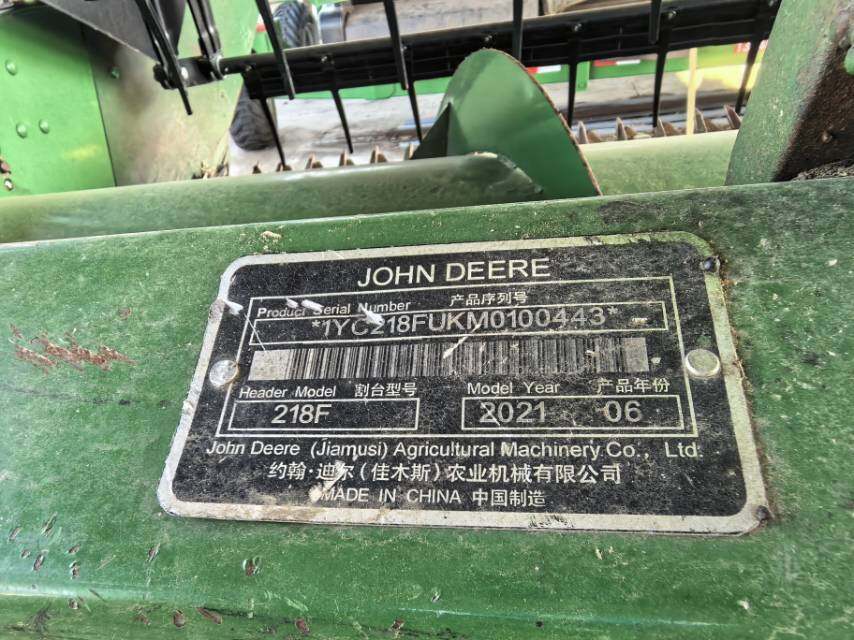 JOHN DEERE
Product Serial Number 产品序列号
*1YC218FUKM0100443*
Header Model 割台型号 Model Year 产品年份
218F 2021 06
John Deere (Jiamusi) Agricultural Machinery Co., Ltd.
约翰·迪尔(佳木斯)农业机械有限公司
MADE IN CHINA 中国制造